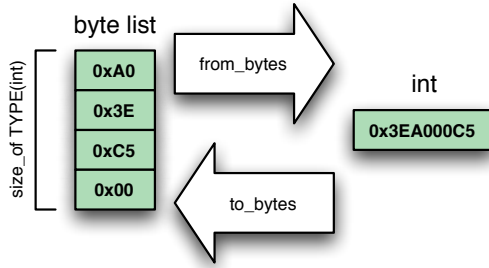 byte list
size_of TYPE(int)
0xA0
0x3E
0xC5
0x00
from_bytes
to_bytes
int
0x3EA000C5